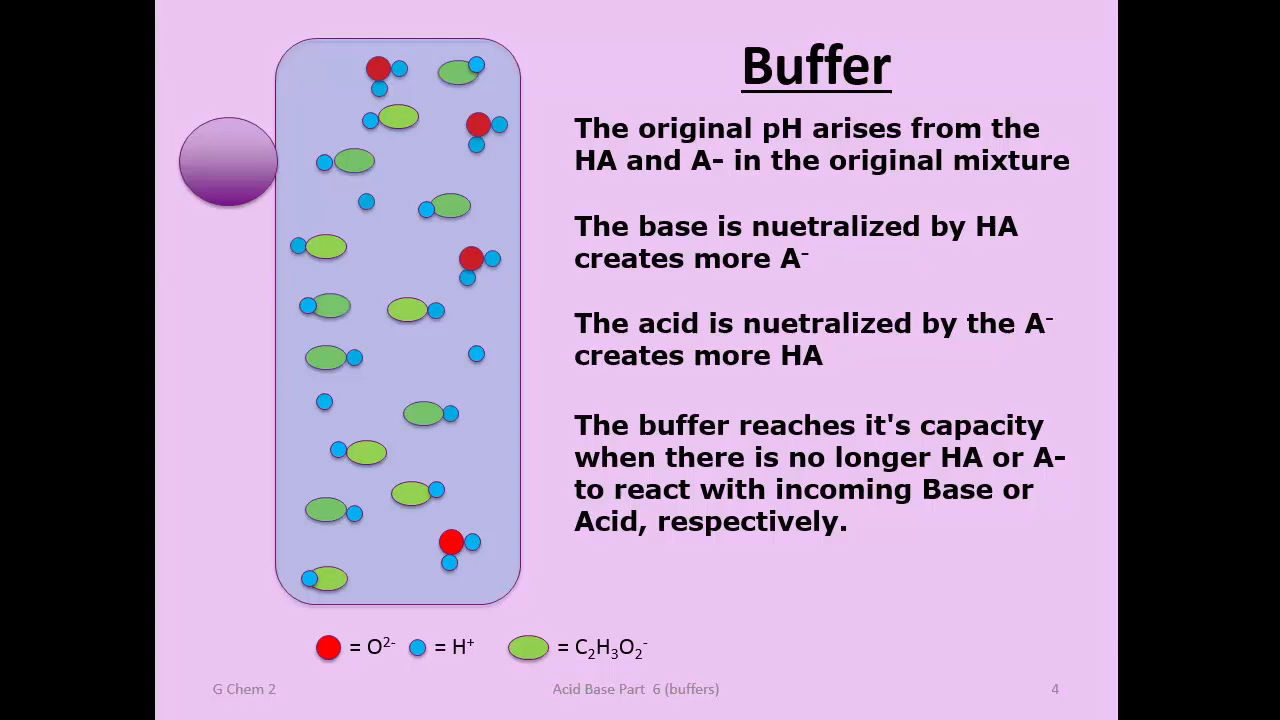 Buffer
The original pH arises from the
HA and A- in the original mixture
The base is nuetralized by HA
creates more A⁻
The acid is nuetralized by the A⁻
creates more HA
The buffer reaches it's capacity
when there is no longer HA or A-
to react with incoming Base or
Acid, respectively.
= O²⁻ = H⁺ = C₂H₃O₂⁻
G Chem 2 Acid Base Part 6 (buffers) 4